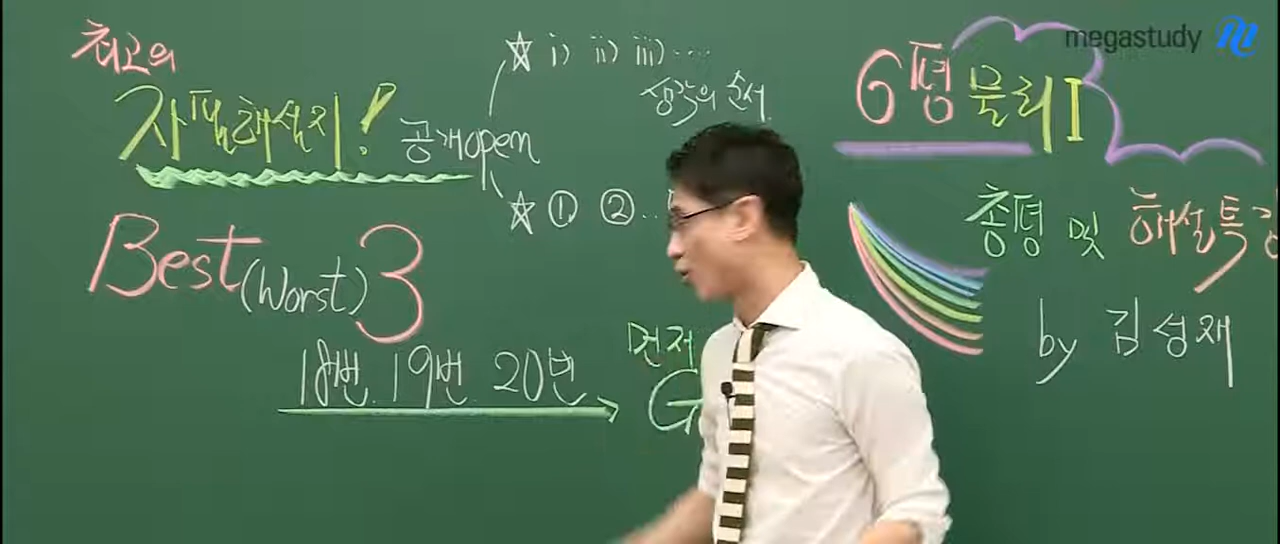 최고의
자필해설지!
공개open
☆ i) ii) iii) ....
생각의 순서
☆ ① ② ..
Best (Worst) 3
18번. 19번. 20번
먼저
G
megastudy
6평 물리I
총평 및 해설특강
by 김성재